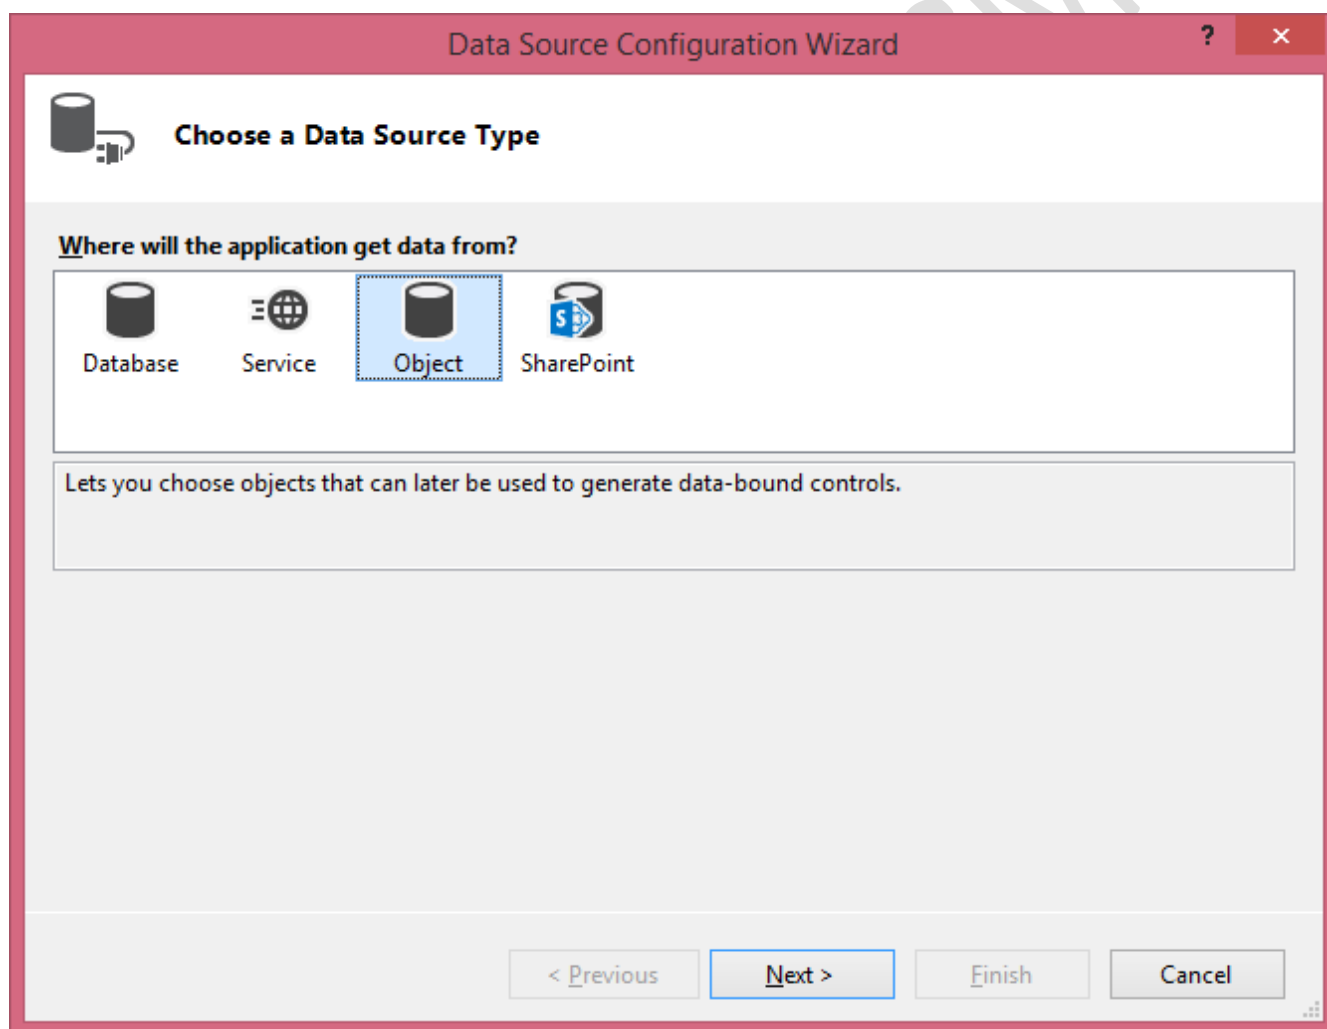 Data Source Configuration Wizard
?
Choose a Data Source Type
Where will the application get data from?
Database Service Object SharePoint
Lets you choose objects that can later be used to generate data-bound controls.
< Previous Next > Finish Cancel